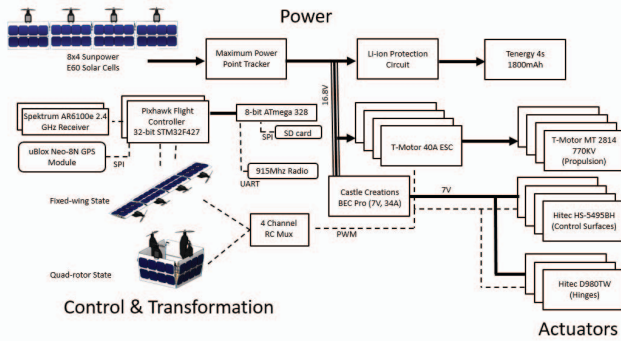 Power
8x4 Sunpower
E60 Solar Cells
Maximum Power
Point Tracker
Li-Ion Protection
Circuit
Tenergy 4s
1800mAh
16.8V
Spektrum AR6100e 2.4
GHz Receiver
Pixhawk Flight
Controller
32-bit STM32F427
8-bit ATmega 328
SPI
SD card
uBlox Neo-8N GPS
Module
SPI
915Mhz Radio
UART
T-Motor 40A ESC
T-Motor MT 2814
770KV
(Propulsion)
Fixed-wing State
Castle Creations
BEC Pro (7V, 34A)
7V
Hitec HS-5495BH
(Control Surfaces)
4 Channel
RC Mux
PWM
Quad-rotor State
Hitec D980TW
(Hinges)
Control & Transformation
Actuators